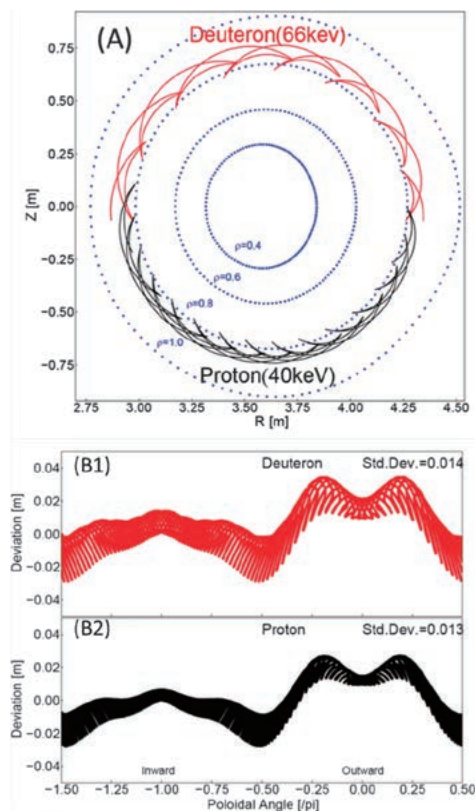 (A)
Deuteron(66kev)
0.75
0.50
0.25
0.00
−0.25
−0.50
−0.75
Z [m]
ρ=0.4
ρ=0.6
ρ=0.8
ρ=1.0
Proton(40keV)
2.75 3.00 3.25 3.50 3.75 4.00 4.25 4.50
R [m]
(B1) Deuteron Std.Dev.=0.014
0.04
0.02
0.00
−0.02
−0.04
Deviation [m]
(B2) Proton Std.Dev.=0.013
0.04
0.02
0.00
−0.02
−0.04
Deviation [m]
Inward Outward
−1.50 −1.25 −1.00 −0.75 −0.50 −0.25 0.00 0.25
Poloidal Angle [/pi]